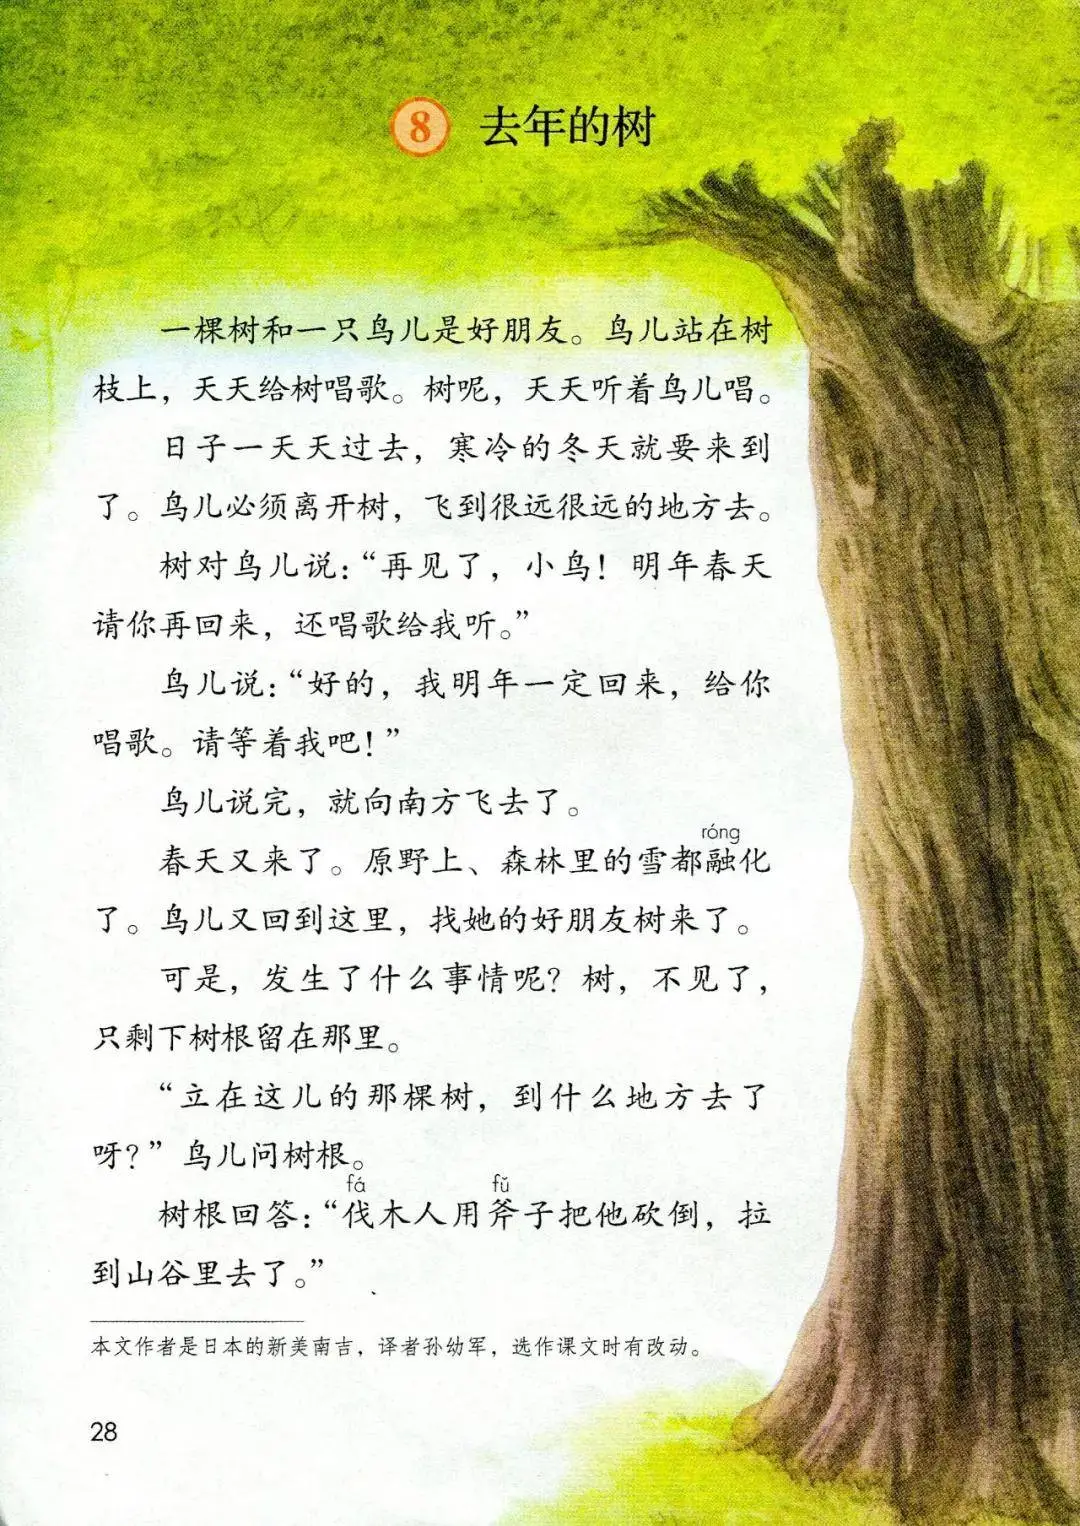 8 去年的树
一棵树和一只鸟儿是好朋友。鸟儿站在树
枝上，天天给树唱歌。树呢，天天听着鸟儿唱。
日子一天天过去，寒冷的冬天就要来到
了。鸟儿必须离开树，飞到很远很远的地方去。
树对鸟儿说：“再见了，小鸟！明年春天
请你再回来，还唱歌给我听。”
鸟儿说：“好的，我明年一定回来，给你
唱歌。请等着我吧！”
鸟儿说完，就向南方飞去了。
róng
春天又来了。原野上、森林里的雪都融化
了。鸟儿又回到这里，找她的好朋友树来了。
可是，发生了什么事情呢？树，不见了，
只剩下树根留在那里。
“立在这儿的那棵树，到什么地方去了
呀？”鸟儿问树根。
fá fǔ
树根回答：“伐木人用斧子把他砍倒，拉
到山谷里去了。”
本文作者是日本的新美南吉，译者孙幼军，选作课文时有改动。
28